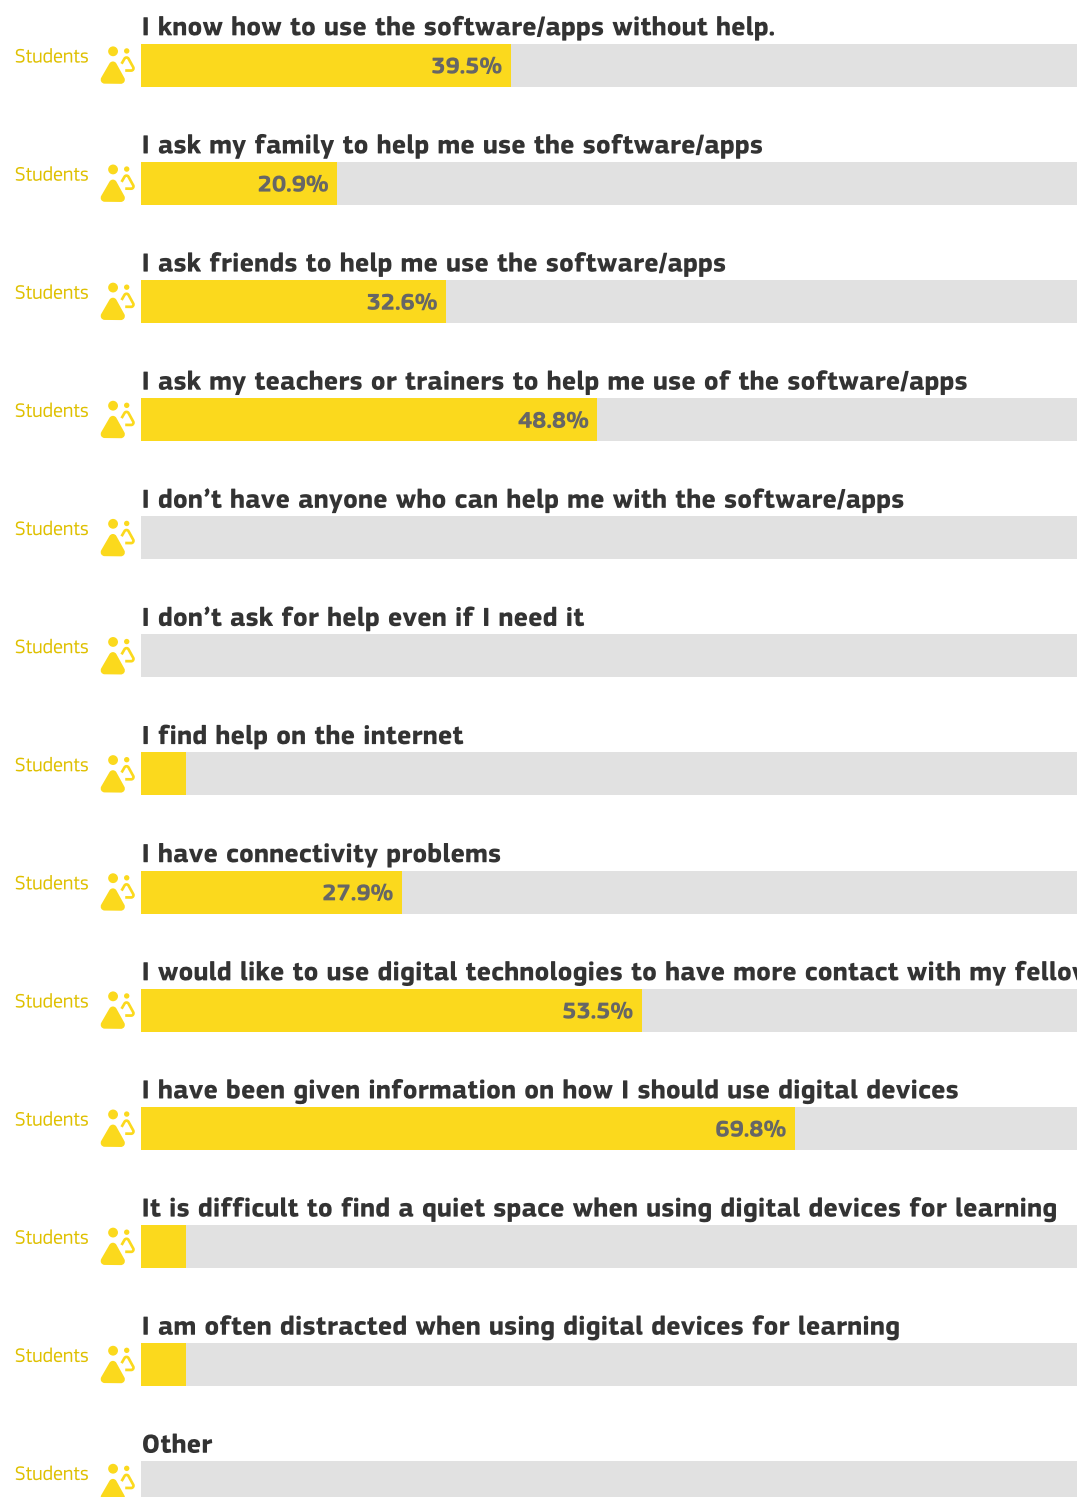 I know how to use the software/apps without help.
Students
39.5%
I ask my family to help me use the software/apps
Students
20.9%
I ask friends to help me use the software/apps
Students
32.6%
I ask my teachers or trainers to help me use of the software/apps
Students
48.8%
I don’t have anyone who can help me with the software/apps
Students
I don’t ask for help even if I need it
Students
I find help on the internet
Students
I have connectivity problems
Students
27.9%
I would like to use digital technologies to have more contact with my
Students
53.5%
I have been given information on how I should use digital devices
Students
69.8%
It is difficult to find a quiet space when using digital devices for learning
Students
I am often distracted when using digital devices for learning
Students
Other
Students